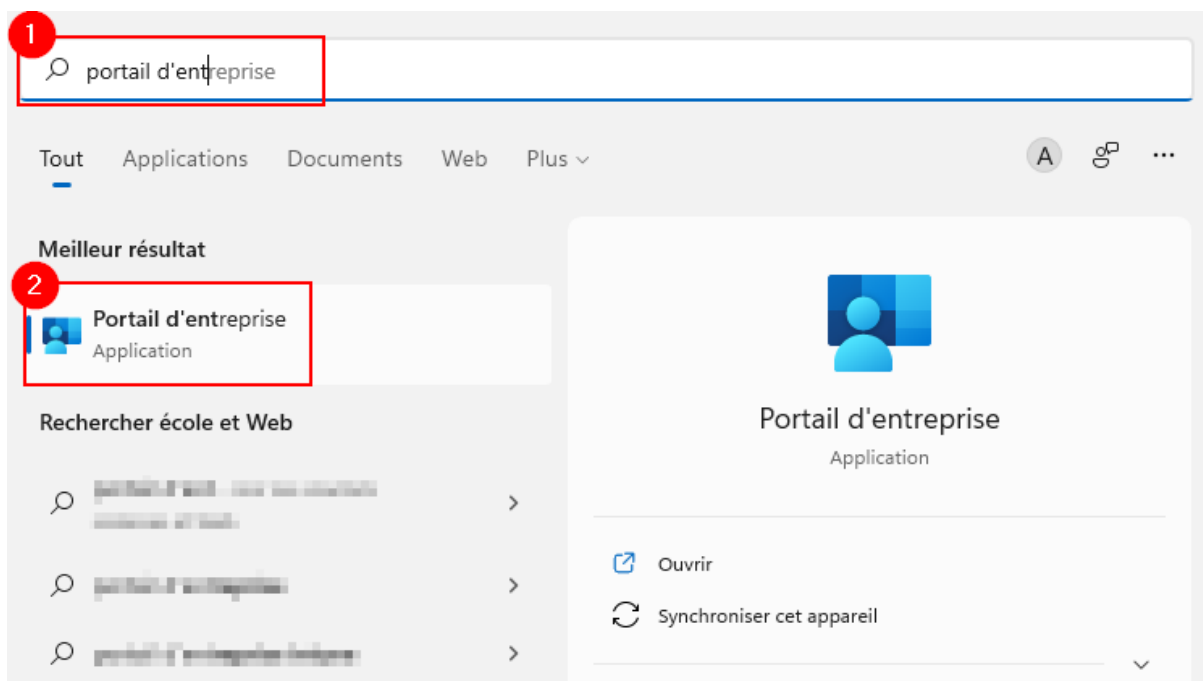 1
portail d'entreprise
Tout Applications Documents Web Plus
A
Meilleur résultat
2
Portail d'entreprise
Application
Rechercher école et Web
Portail d'entreprise
Application
Ouvrir
Synchroniser cet appareil